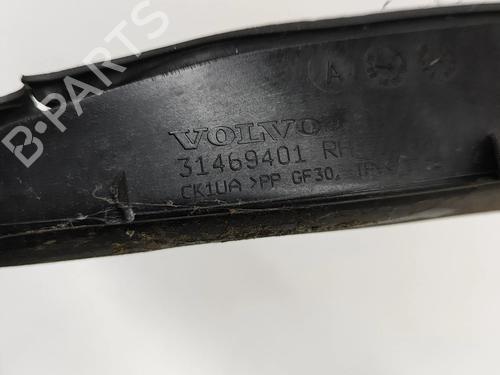 B-PARTS
A
VOLVO
31469401 RH
CK1UA >PP GF30,